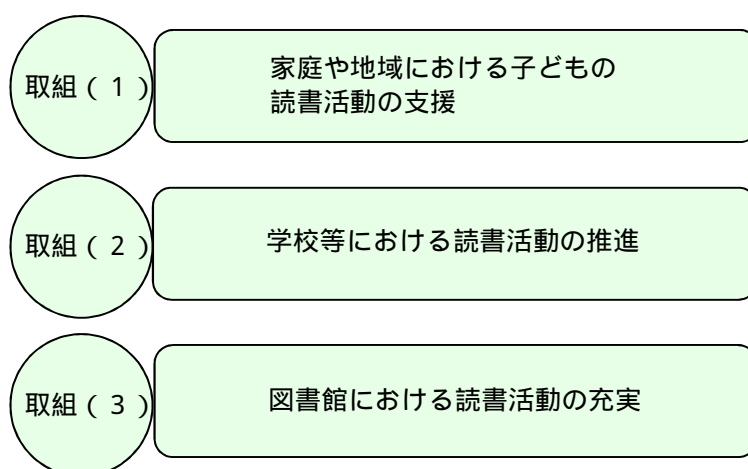 取組(1)
家庭や地域における子どもの
読書活動の支援
取組(2)
学校等における読書活動の推進
取組(3)
図書館における読書活動の充実